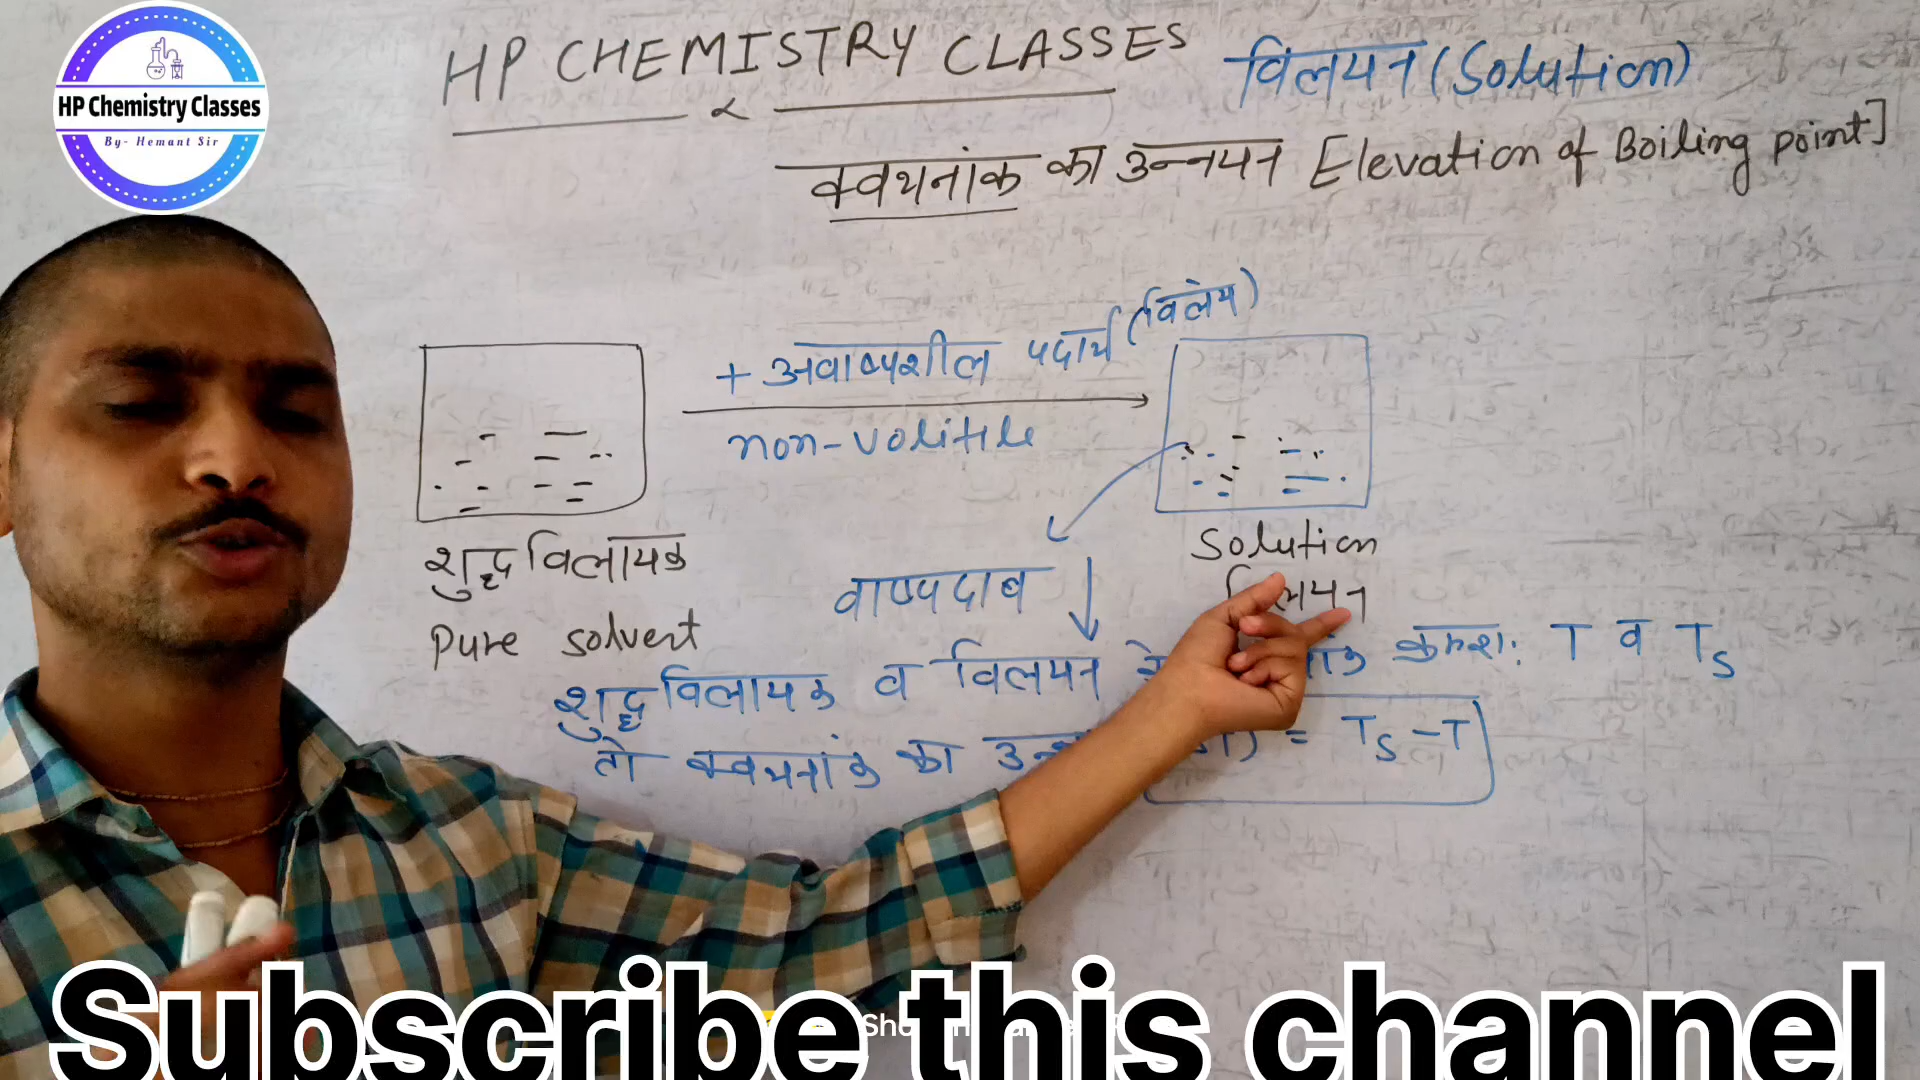 HP Chemistry Classes
By- Hemant Sir
HP CHEMISTRY CLASSES
विलयन (Solution)
क्वथनांक का उन्नयन [Elevation of Boiling point]
+ अवाष्पशील पदार्थ (विलेय)
non-volitile
शुद्ध विलायक
Pure solvent
Solution
विलयन
वाष्पदाब ↓
शुद्ध विलायक व विलयन के क्रमश: T व Ts
तो क्वथनांक का = Ts - T
Subscribe this channel